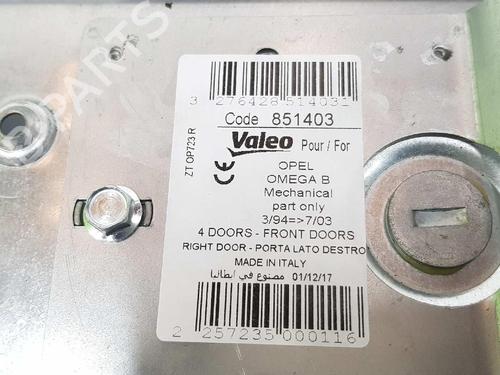 3 276428 514031
Code 851403
ZT OP723 R
Valeo Pour / For
CE
OPEL
OMEGA B
Mechanical
part only
3/94=>7/03
4 DOORS - FRONT DOORS
RIGHT DOOR - PORTA LATO DESTRO
MADE IN ITALY
مصنوع في ايطاليا 01/12/17
2 257235 000116
PARTS